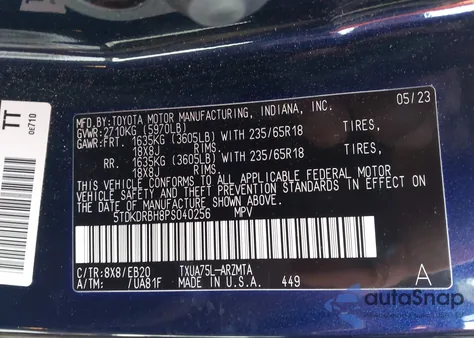 TT
0E710
MFD.BY:TOYOTA MOTOR MANUFACTURING, INDIANA, INC. 05/23
GVWR:2710KG (5970LB)
GAWR:FRT. 1635KG (3605LB) WITH 235/65R18 TIRES,
18X8J RIMS.
RR. 1635KG (3605LB) WITH 235/65R18 TIRES,
18X8J RIMS.
THIS VEHICLE CONFORMS TO ALL APPLICABLE FEDERAL MOTOR
VEHICLE SAFETY AND THEFT PREVENTION STANDARDS IN EFFECT ON
THE DATE OF MANUFACTURE SHOWN ABOVE.
5TDKDRBH8PS040256 MPV
C/TR:8X8/EB20 TXUA75L-ARZMTA
A/TM: /UA81F MADE IN U.S.A. 449 A
autoSnap